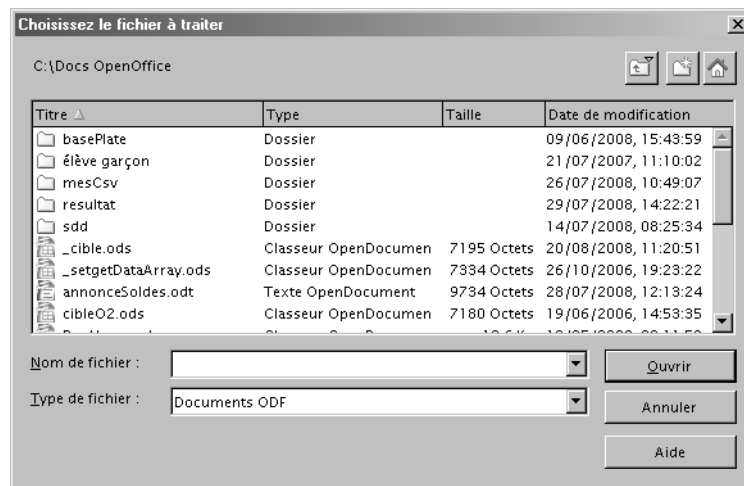 Choisissez le fichier à traiter
C:\Docs OpenOffice
Titre Type Taille Date de modification
basePlate Dossier 09/06/2008, 15:43:59
élève garçon Dossier 21/07/2007, 11:10:02
mesCsv Dossier 26/07/2008, 10:49:07
resultat Dossier 29/07/2008, 14:22:21
sdd Dossier 14/07/2008, 08:25:34
_cible.ods Classeur OpenDocumen 7195 Octets 20/08/2008, 11:20:51
_setgetDataArray.ods Classeur OpenDocumen 7334 Octets 26/10/2006, 19:23:22
annonceSoldes.odt Texte OpenDocument 9734 Octets 28/07/2008, 12:13:24
cibleO2.ods Classeur OpenDocumen 7180 Octets 19/06/2006, 14:53:35
Nom de fichier :
Ouvrir
Type de fichier : Documents ODF
Annuler
Aide